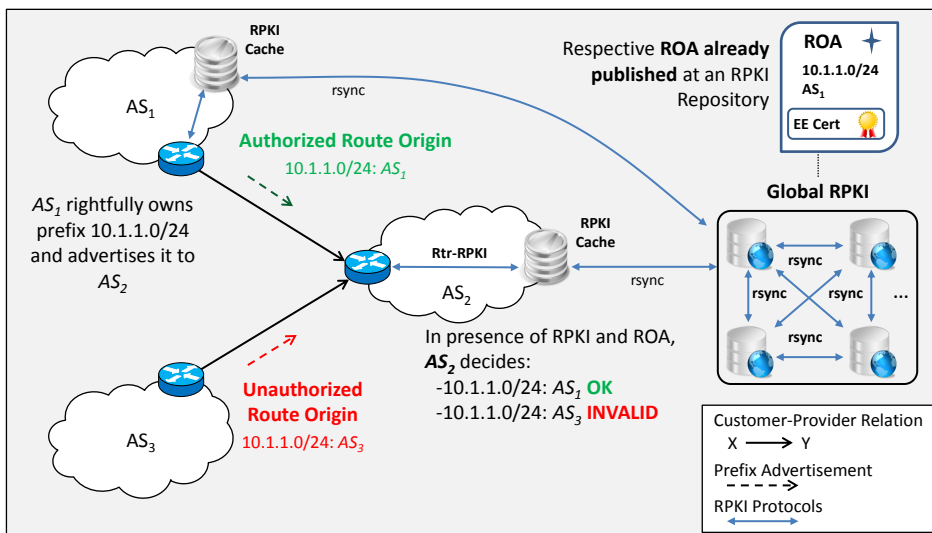 RPKI
Cache
AS1
rsync
Respective ROA already
published at an RPKI
Repository
ROA
10.1.1.0/24
AS1
EE Cert
Authorized Route Origin
10.1.1.0/24: AS1
AS1 rightfully owns
prefix 10.1.1.0/24
and advertises it to
AS2
Global RPKI
RPKI
Cache
Rtr-RPKI
AS2
rsync
rsync
rsync
rsync
...
rsync
In presence of RPKI and ROA,
AS2 decides:
-10.1.1.0/24: AS1 OK
-10.1.1.0/24: AS3 INVALID
Unauthorized
Route Origin
10.1.1.0/24: AS3
AS3
Customer-Provider Relation
X Y
Prefix Advertisement
RPKI Protocols